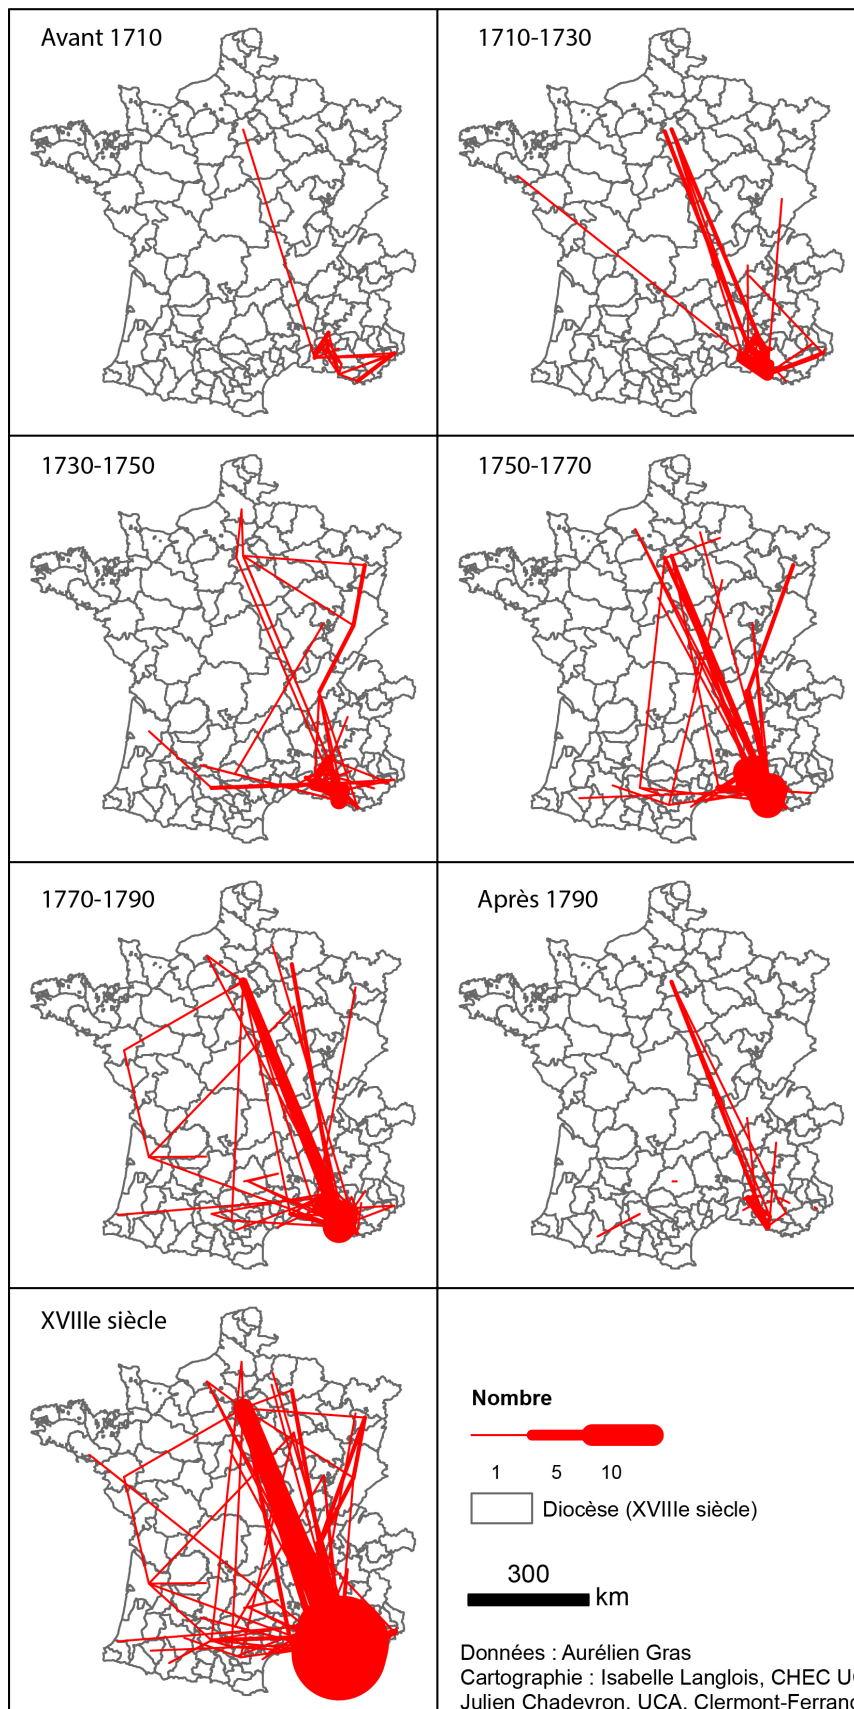 Avant 1710
1710-1730
1730-1750
1750-1770
1770-1790
Après 1790
XVIIIe siècle
Nombre
1 5 10
Diocèse (XVIIIe siècle)
300
km
Données : Aurélien Gras
Cartographie : Isabelle Langlois, CHEC
Julien Chadeyron, UCA, Clermont-Ferrand